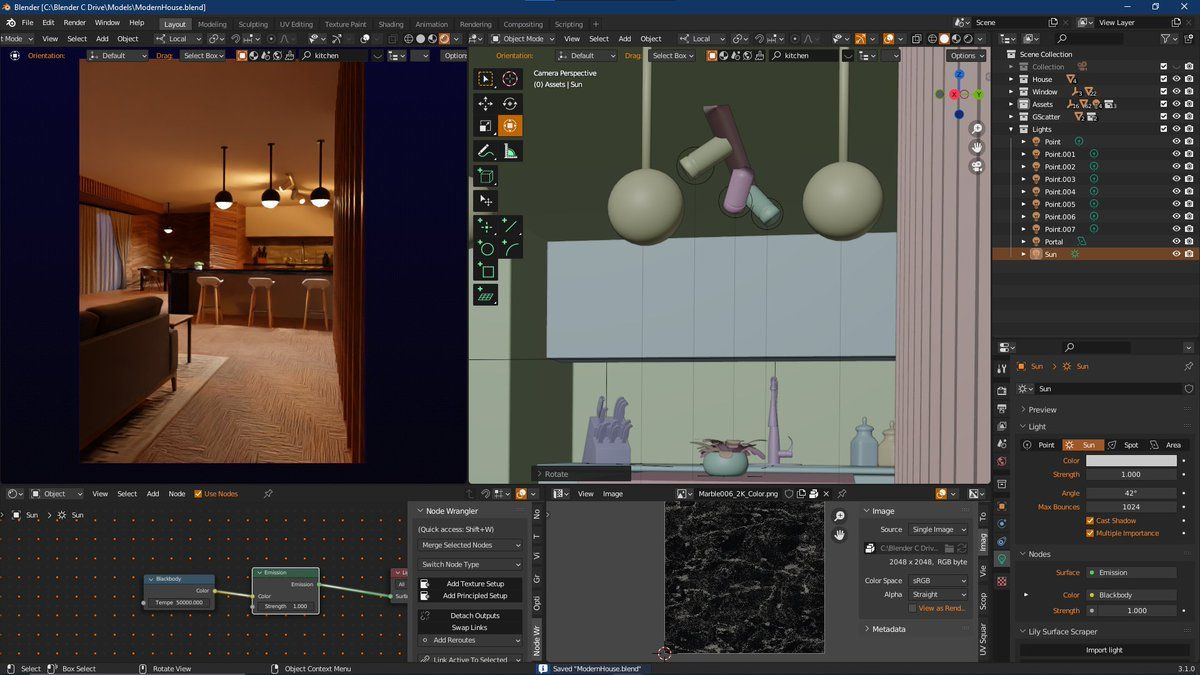 Blender [C:\Blender C Drive\Models\ModernHouse.blend]
File Edit Render Window Help Layout Modeling Sculpting UV Editing Texture Paint Shading Animation Rendering Compositing Scripting + Scene View Layer
t Mode View Select Add Object Local Object Mode View Select Add Object Local
Orientation: Default Drag: Select Box kitchen Option Orientation: Default Drag: Select Box kitchen Options
Camera Perspective
(0) Assets | Sun
Z
X
Y
Rotate
Scene Collection
Collection
House
Window
Assets
GScatter
Lights
Point
Point.001
Point.002
Point.003
Point.004
Point.005
Point.006
Point.007
Portal
Sun
Sun > Sun
Sun
Preview
Light
Point Sun Spot Area
Color
Strength 1.000
Angle 42°
Max Bounces 1024
Cast Shadow
Multiple Importance
Nodes
Surface Emission
Color Blackbody
Strength 1.000
Lily Surface Scraper
Import light
Object View Select Add Node Use Nodes
Sun > Sun
Blackbody
Color
Tempe 50000.000
Emission
Emission
Color
Strength 1.000
Li
All
Surfa
Node Wrangler
(Quick access: Shift+W)
Merge Selected Nodes
Switch Node Type
Add Texture Setup
Add Principled Setup
Detach Outputs
Swap Links
Add Reroutes
Link Active To Selected
No
T
Vi
Gr
Opti
Node Wr
View Image Marble006_2K_Color.png
Image
Source Single Image
C:\Blender C Driv...
2048 x 2048, RGB byte
Color Space sRGB
Alpha Straight
View as Rend...
Metadata
To
Imag
Vie
Scop
UV Squar
Select Box Select Rotate View Object Context Menu Saved "ModernHouse.blend" 3.1.0